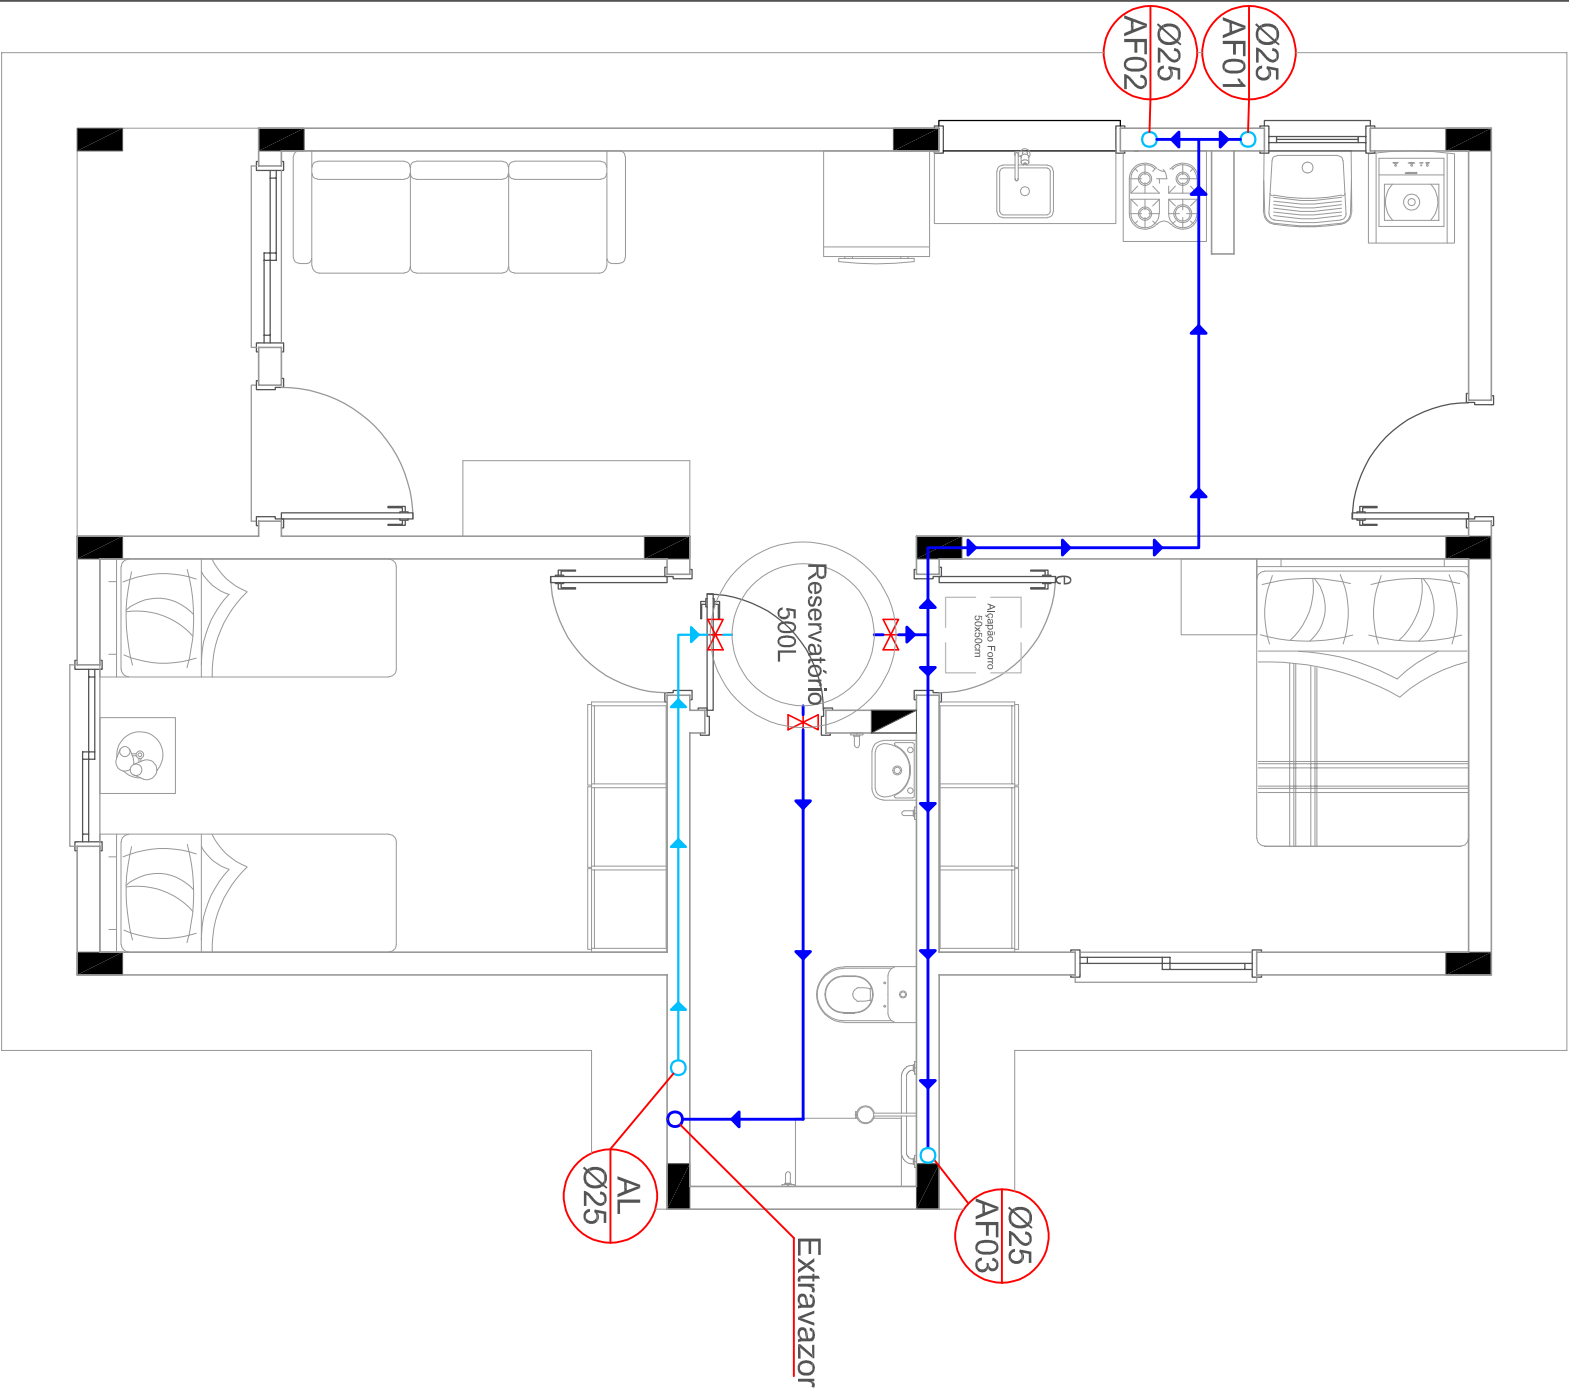 Ø25
AF02
Ø25
AF01
Reservatório
500L
Alçapão Forro
50x50cm
AL
Ø25
Ø25
AF03
Extravazor